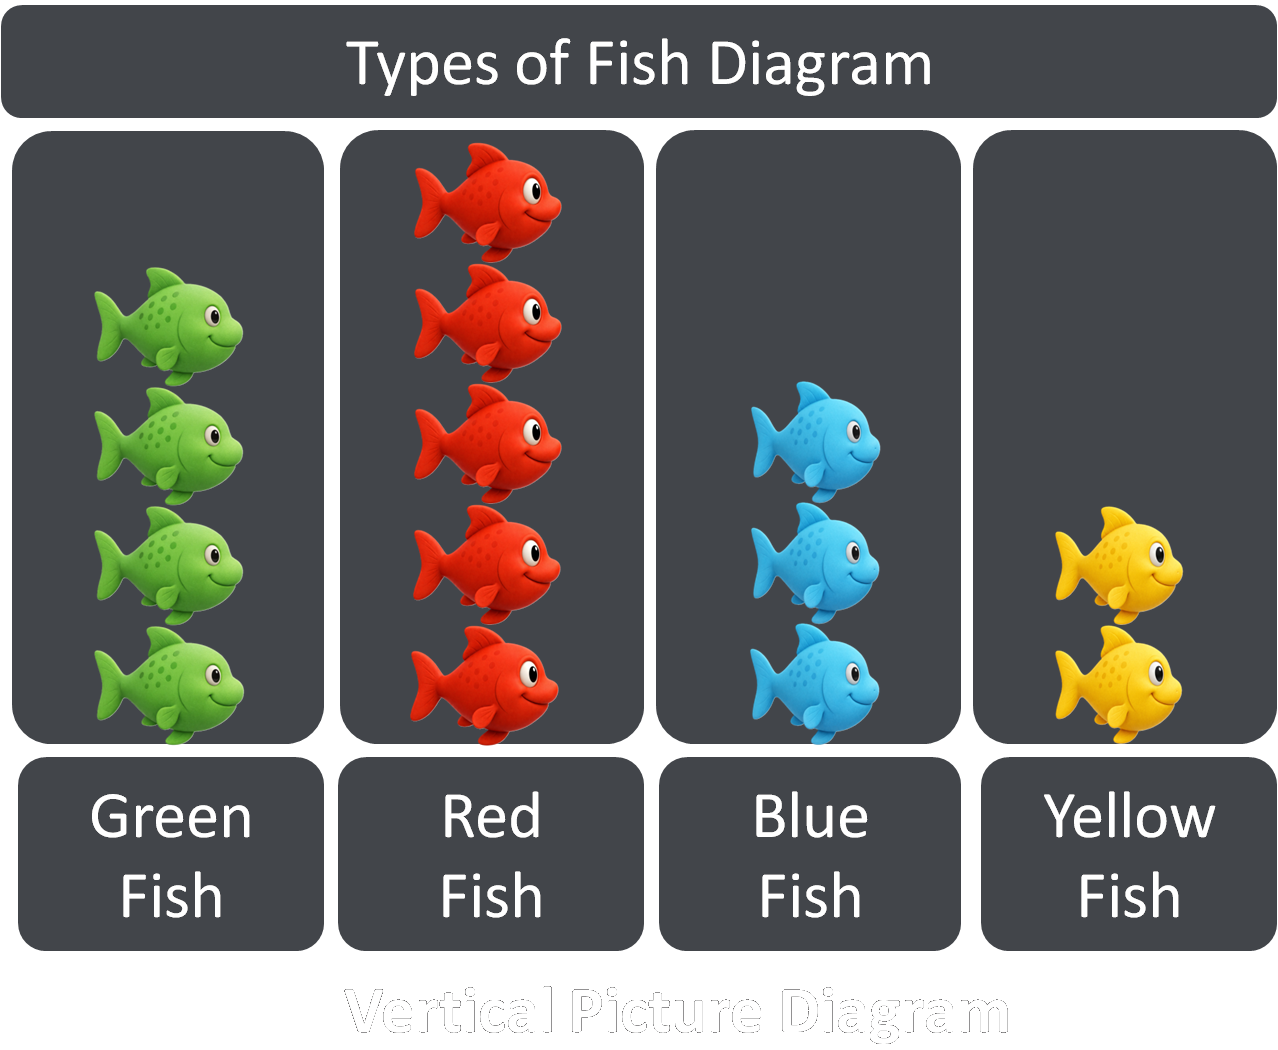 Types of Fish Diagram
Green
Fish
Red
Fish
Blue
Fish
Yellow
Fish
Vertical Picture Diagram